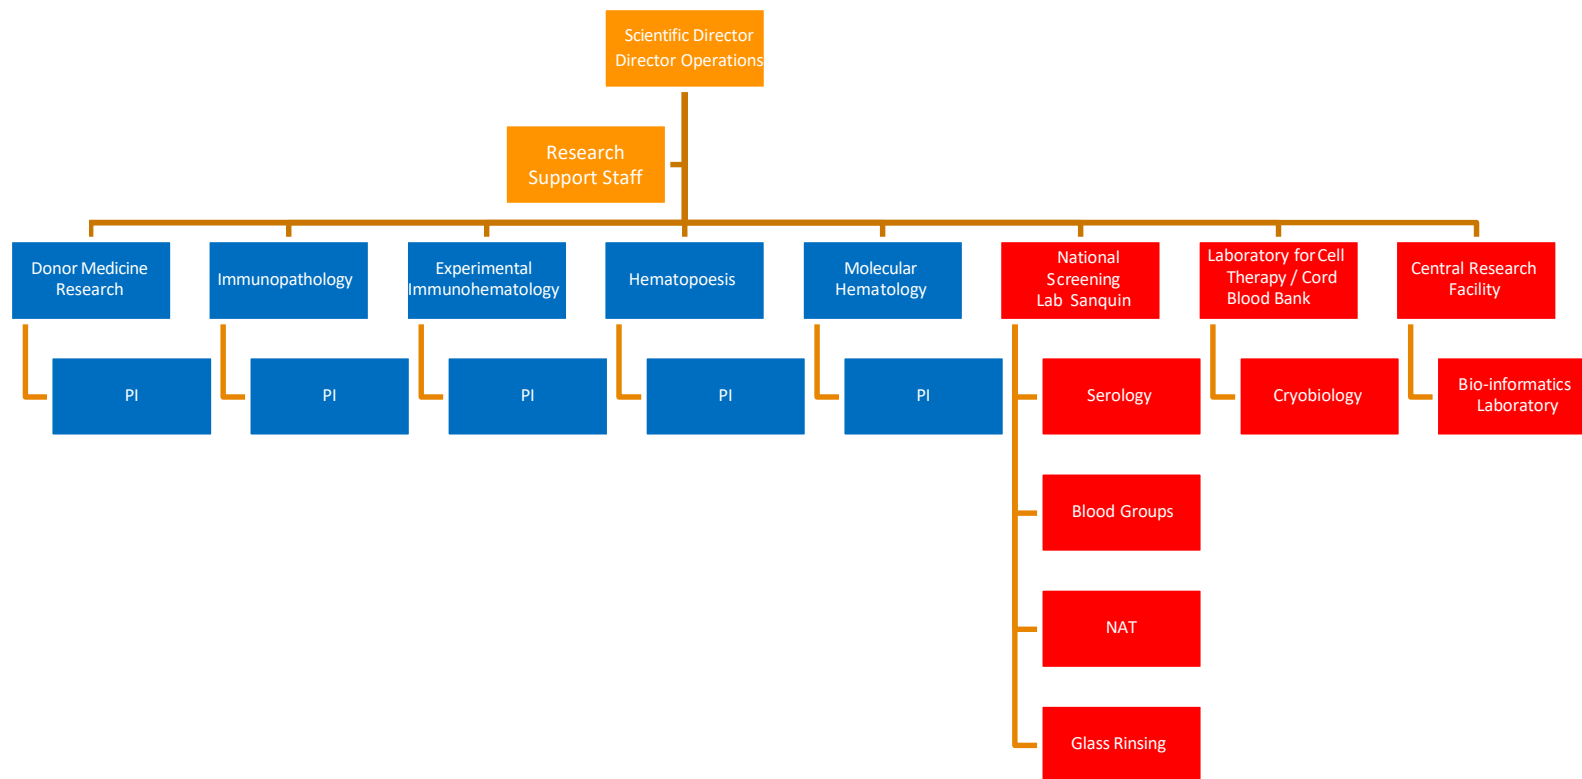 Scientific Director
Director Operations
Research
Support Staff
Donor Medicine
Research
Immunopathology
Experimental
Immunohematology
Hematopoesis
Molecular
Hematology
National
Screening
Lab Sanquin
Laboratory for Cell
Therapy / Cord
Blood Bank
Central Research
Facility
PI
PI
PI
PI
PI
Serology
Cryobiology
Bio-informatics
Laboratory
Blood Groups
NAT
Glass Rinsing